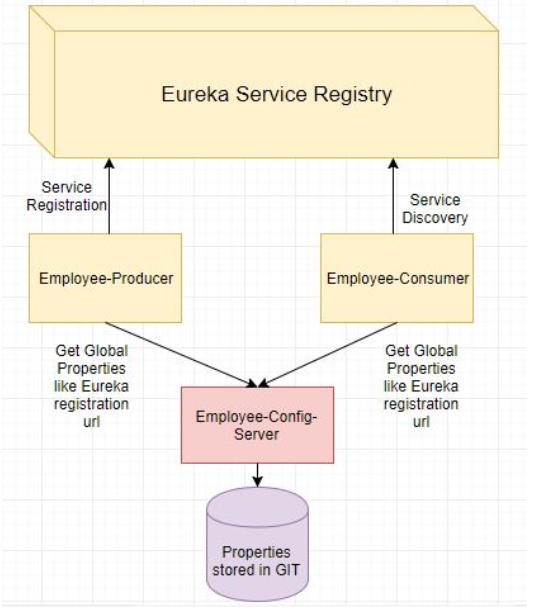 Eureka Service Registry
Service
Registration
Service
Discovery
Employee-Producer
Employee-Consumer
Get Global
Properties
like Eureka
registration
url
Get Global
Properties
like Eureka
registration
url
Employee-Config-
Server
Properties
stored in GIT